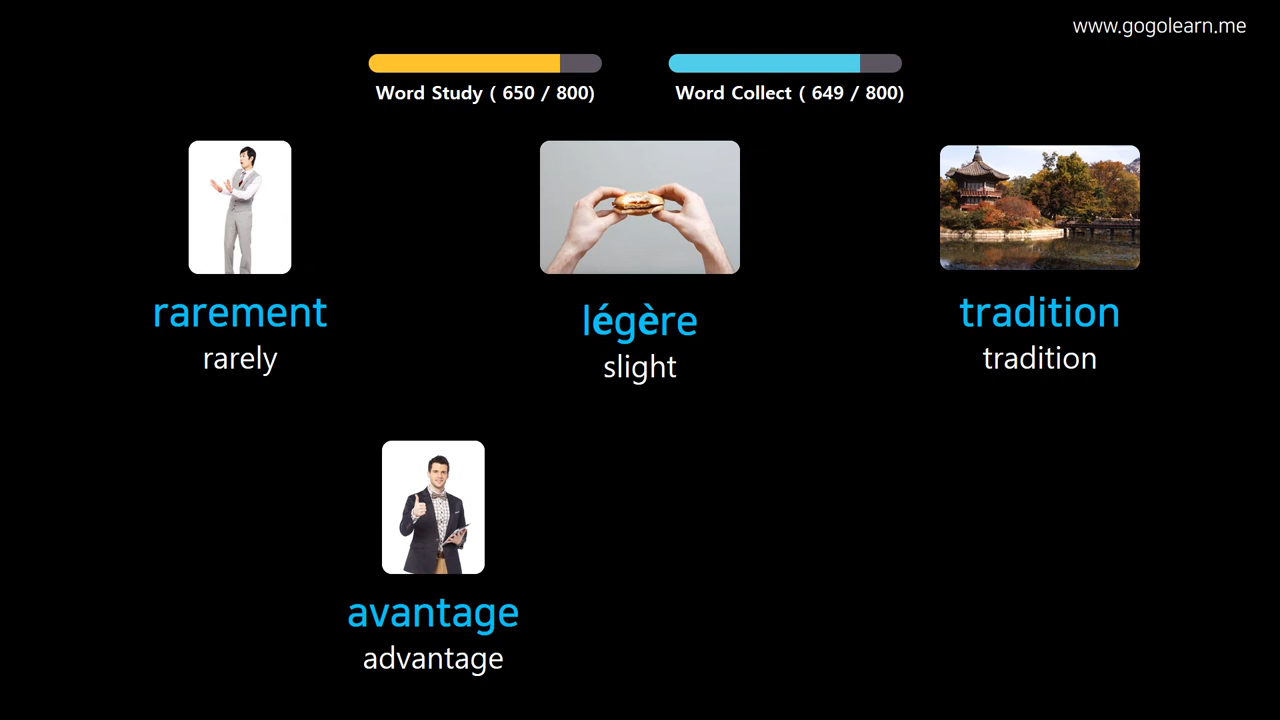 www.gogolearn.me
Word Study ( 650 / 800)
Word Collect ( 649 / 800)
rarement
rarely
légère
slight
tradition
tradition
avantage
advantage